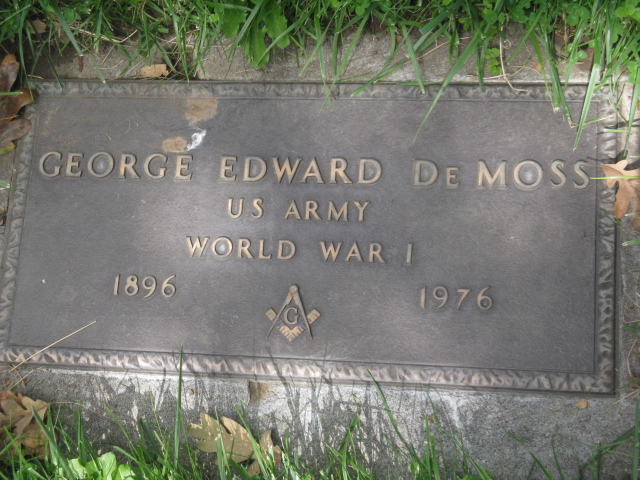 GEORGE EDWARD De MOSS
US ARMY
WORLD WAR I
1896 1976
G